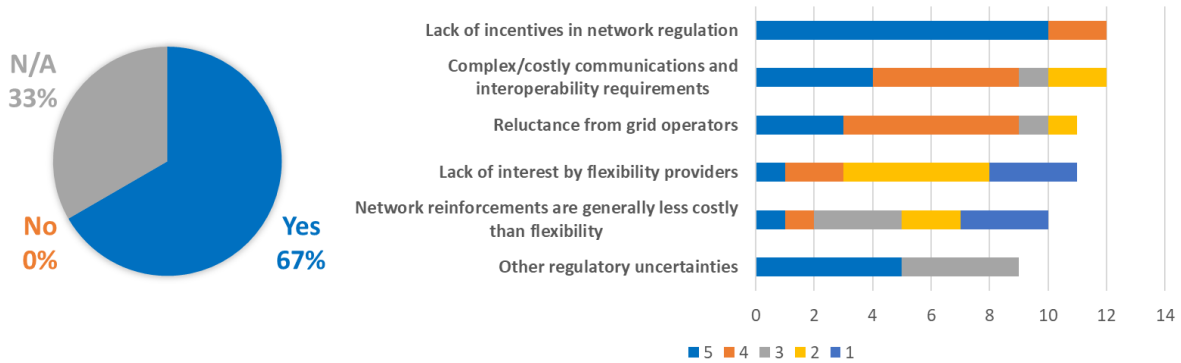 N/A
33%
No
0%
Yes
67%
Lack of incentives in network regulation
Complex/costly communications and
interoperability requirements
Reluctance from grid operators
Lack of interest by flexibility providers
Network reinforcements are generally less costly
than flexibility
Other regulatory uncertainties
0 2 4 6 8 10 12 14
5 4 3 2 1